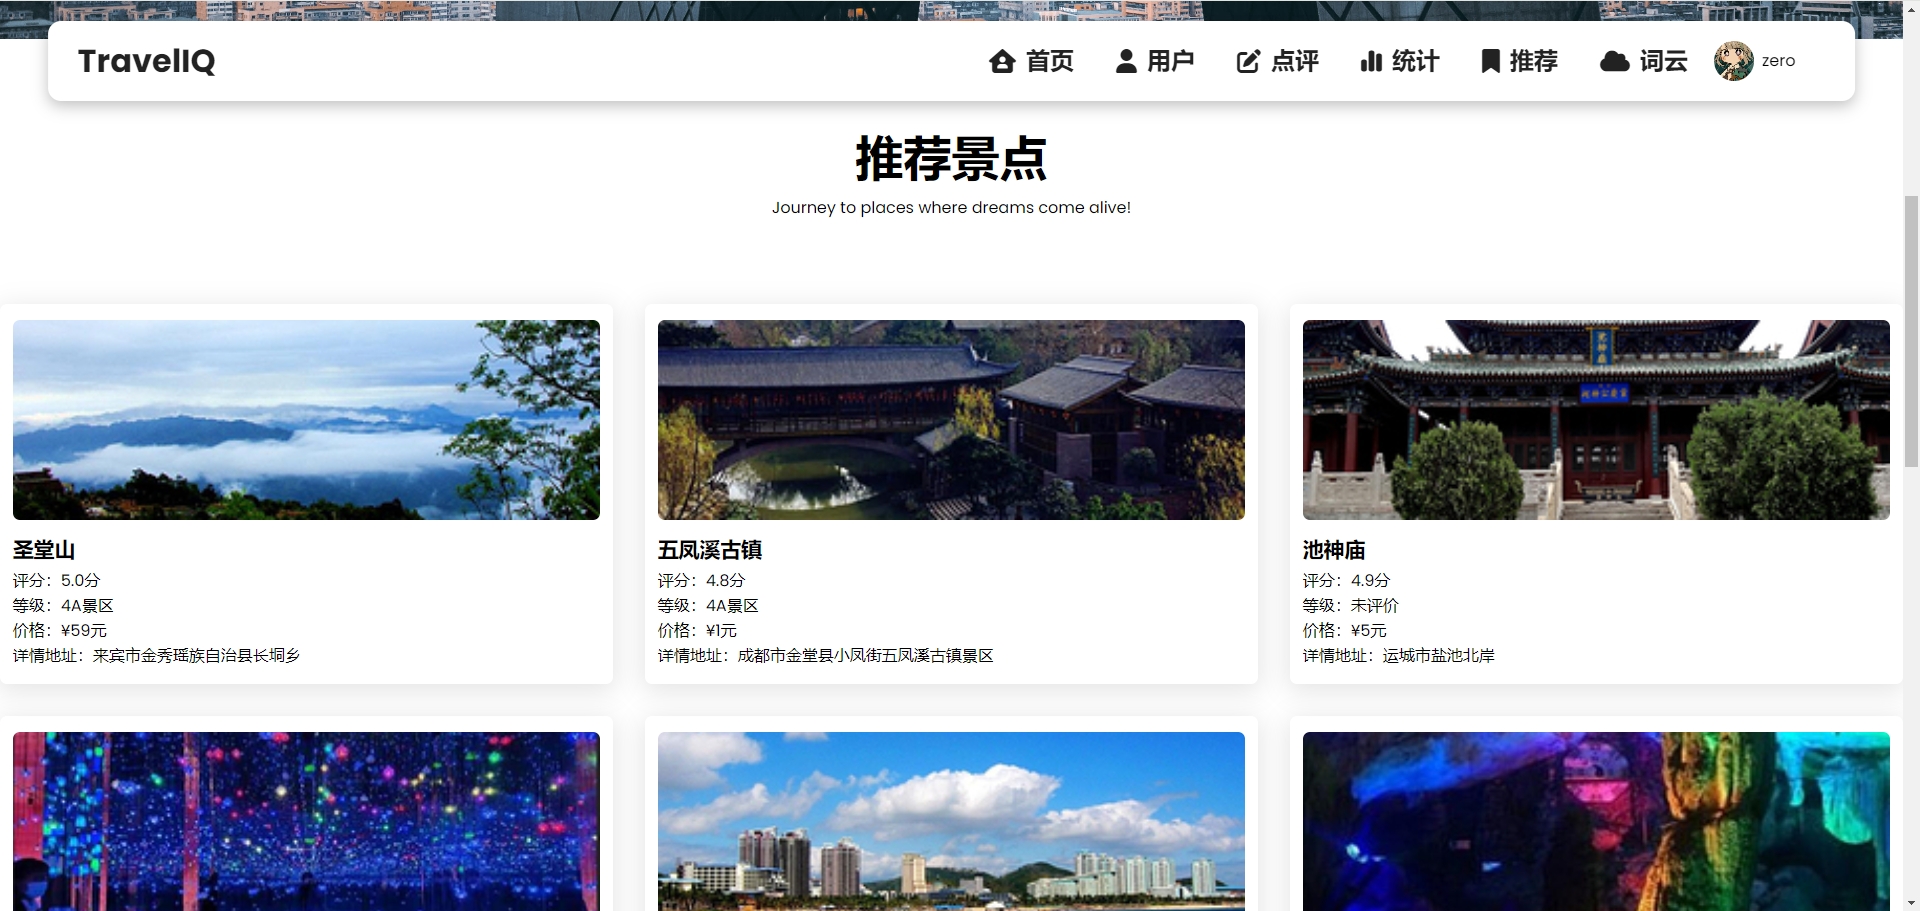 TravelIQ
首页
用户
点评
统计
推荐
词云
zero
推荐景点
Journey to places where dreams come alive!
圣堂山
评分：5.0分
等级：4A景区
价格：¥59元
详情地址：来宾市金秀瑶族自治县长垌乡
五凤溪古镇
评分：4.8分
等级：4A景区
价格：¥1元
详情地址：成都市金堂县小凤街五凤溪古镇景区
池神庙
评分：4.9分
等级：未评价
价格：¥5元
详情地址：运城市盐池北岸